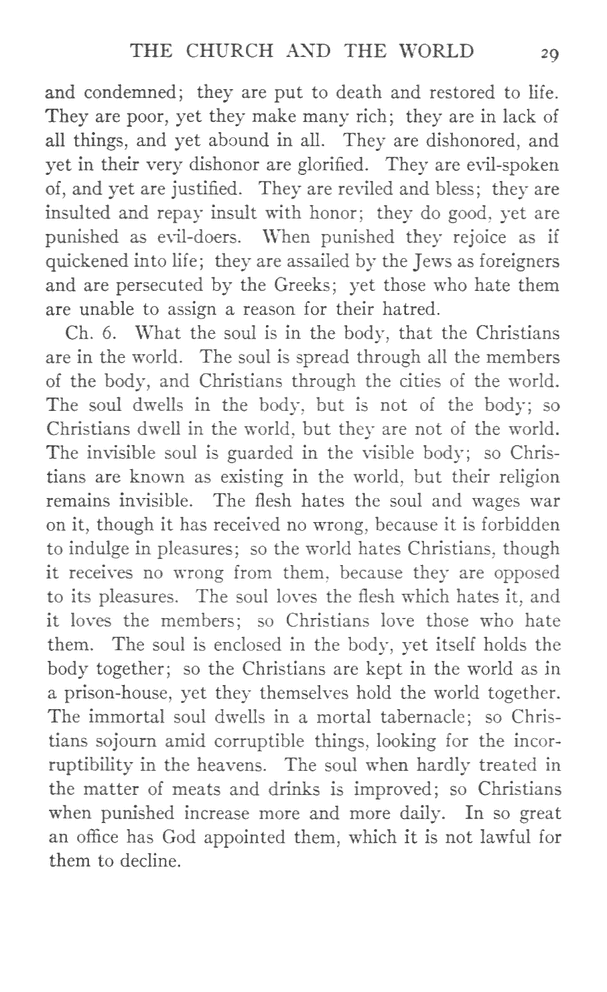 THE CHURCH AND THE WORLD 29
and condemned; they are put to death and restored to life.
They are poor, yet they make many rich; they are in lack of
all things, and yet abound in all. They are dishonored, and
yet in their very dishonor are glorified. They are evil-spoken
of, and yet are justified. They are reviled and bless; they are
insulted and repay insult with honor; they do good, yet are
punished as evil-doers. When punished they rejoice as if
quickened into life; they are assailed by the Jews as foreigners
and are persecuted by the Greeks; yet those who hate them
are unable to assign a reason for their hatred.
Ch. 6. What the soul is in the body, that the Christians
are in the world. The soul is spread through all the members
of the body, and Christians through the cities of the world.
The soul dwells in the body, but is not of the body; so
Christians dwell in the world, but they are not of the world.
The invisible soul is guarded in the visible body; so Chris-
tians are known as existing in the world, but their religion
remains invisible. The flesh hates the soul and wages war
on it, though it has received no wrong, because it is forbidden
to indulge in pleasures; so the world hates Christians, though
it receives no wrong from them, because they are opposed
to its pleasures. The soul loves the flesh which hates it, and
it loves the members; so Christians love those who hate
them. The soul is enclosed in the body, yet itself holds the
body together; so the Christians are kept in the world as in
a prison-house, yet they themselves hold the world together.
The immortal soul dwells in a mortal tabernacle; so Chris-
tians sojourn amid corruptible things, looking for the incor-
ruptibility in the heavens. The soul when hardly treated in
the matter of meats and drinks is improved; so Christians
when punished increase more and more daily. In so great
an office has God appointed them, which it is not lawful for
them to decline.